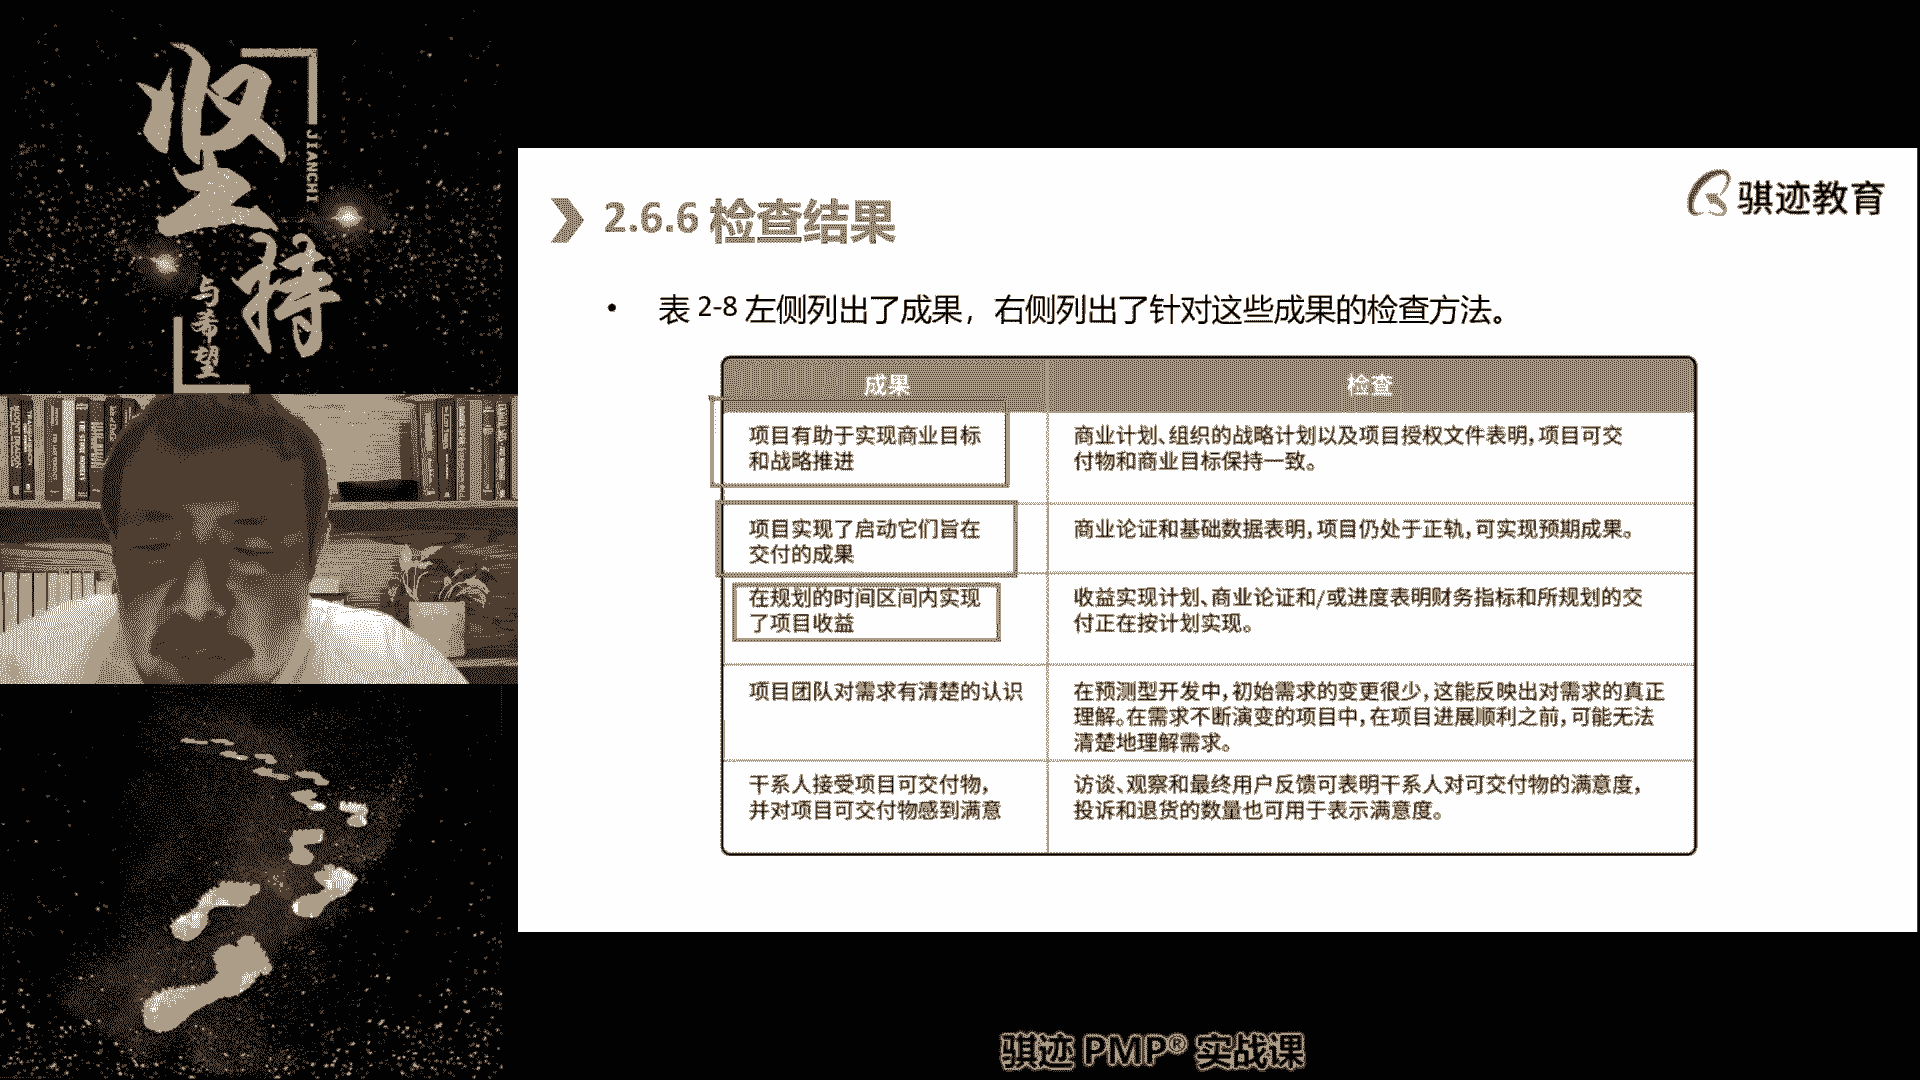 坚持
JIANCHI
与希望
骐迹教育
2.6.6 检查结果
• 表 2-8 左侧列出了成果，右侧列出了针对这些成果的检查方法。
成果
检查
项目有助于实现商业目标
和战略推进
商业计划、组织的战略计划以及项目授权文件表明，项目可交
付物和商业目标保持一致。
项目实现了启动它们旨在
交付的成果
商业论证和基础数据表明，项目仍处于正轨，可实现预期成果。
在规划的时间区间内实现
了项目收益
收益实现计划、商业论证和/或进度表明财务指标和所规划的交
付正在按计划实现。
项目团队对需求有清楚的认识
在预测型开发中，初始需求的变更很少，这能反映出对需求的真正
理解。在需求不断演变的项目中，在项目进展顺利之前，可能无法
清楚地理解需求。
干系人接受项目可交付物，
并对项目可交付物感到满意
访谈、观察和最终用户反馈可表明干系人对可交付物的满意度，
投诉和退货的数量也可用于表示满意度。
骐迹 PMP® 实战课